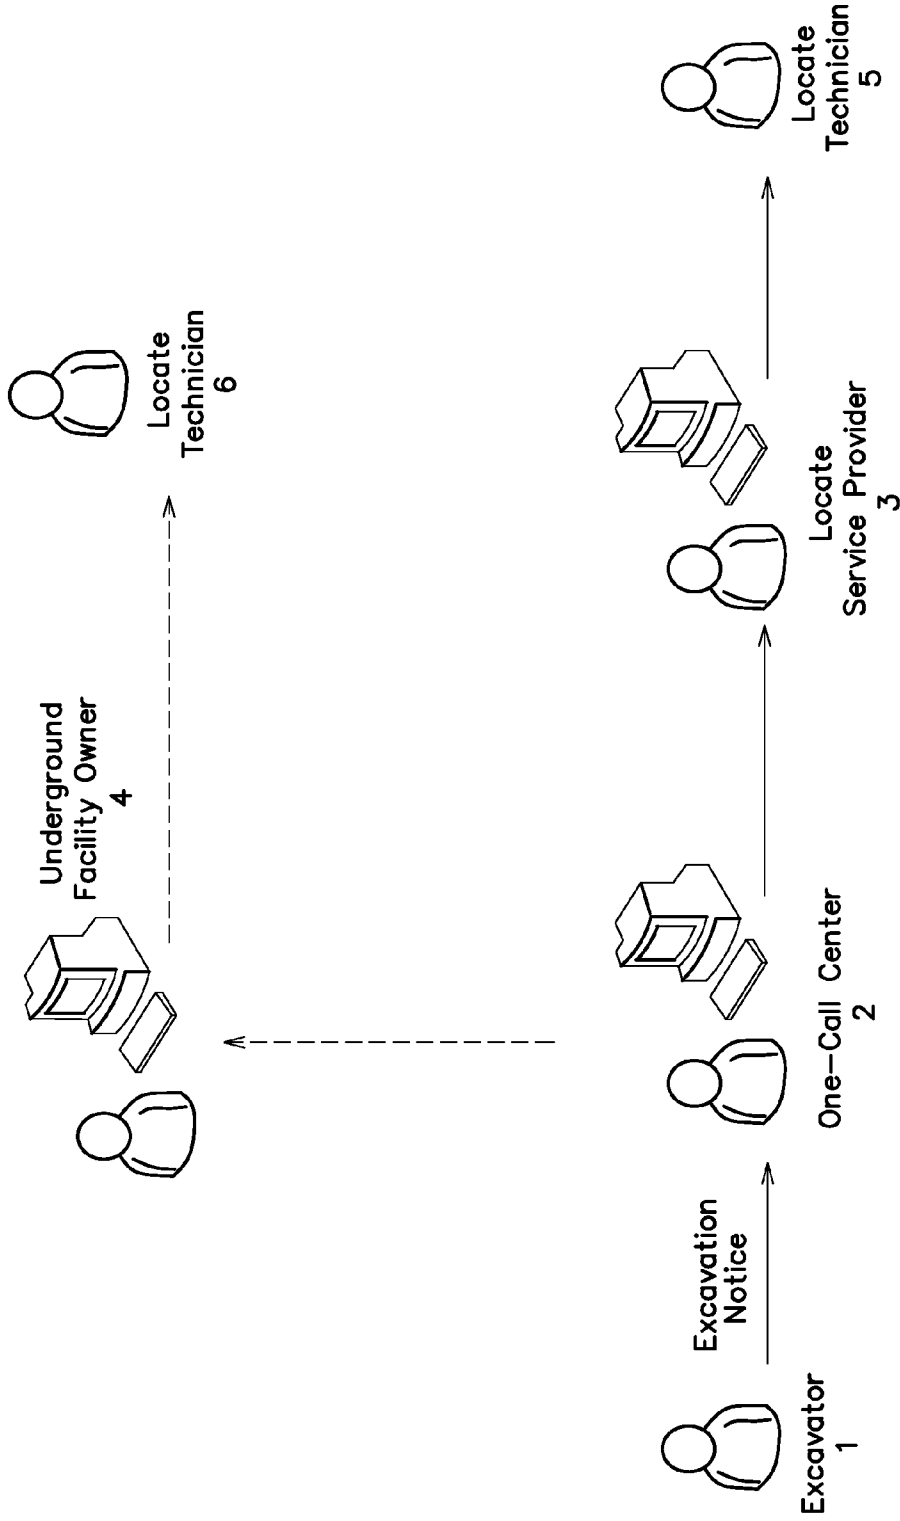 Underground
Facility Owner
4
Locate
Technician
6
Excavator
1
Excavation
Notice
One-Call Center
2
Locate
Service Provider
3
Locate
Technician
5